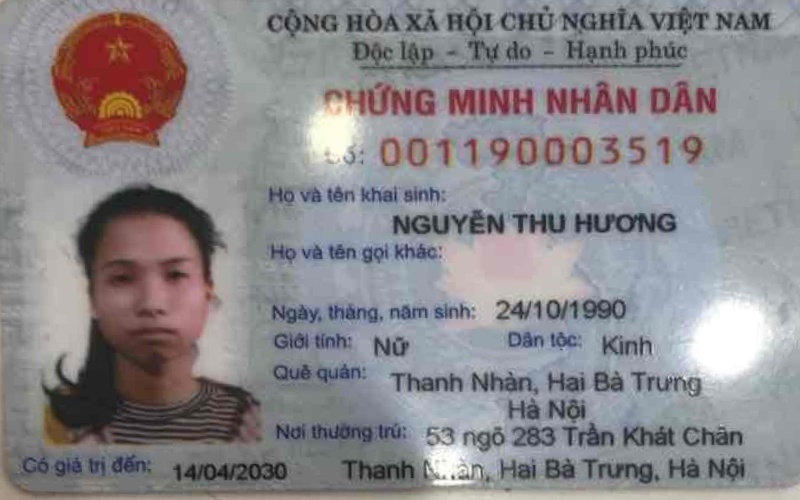 CỘNG HÒA XÃ HỘI CHỦ NGHĨA VIỆT NAM
Độc lập - Tự do - Hạnh phúc
CHỨNG MINH NHÂN DÂN
Số: 001190003519
Họ và tên khai sinh:
NGUYỄN THU HƯƠNG
Họ và tên gọi khác:
Ngày, tháng, năm sinh: 24/10/1990
Giới tính: Nữ Dân tộc: Kinh
Quê quán: Thanh Nhàn, Hai Bà Trưng
Hà Nội
Nơi thường trú: 53 ngõ 283 Trần Khát Chân
Có giá trị đến: 14/04/2030 Thanh Nhàn, Hai Bà Trưng, Hà Nội